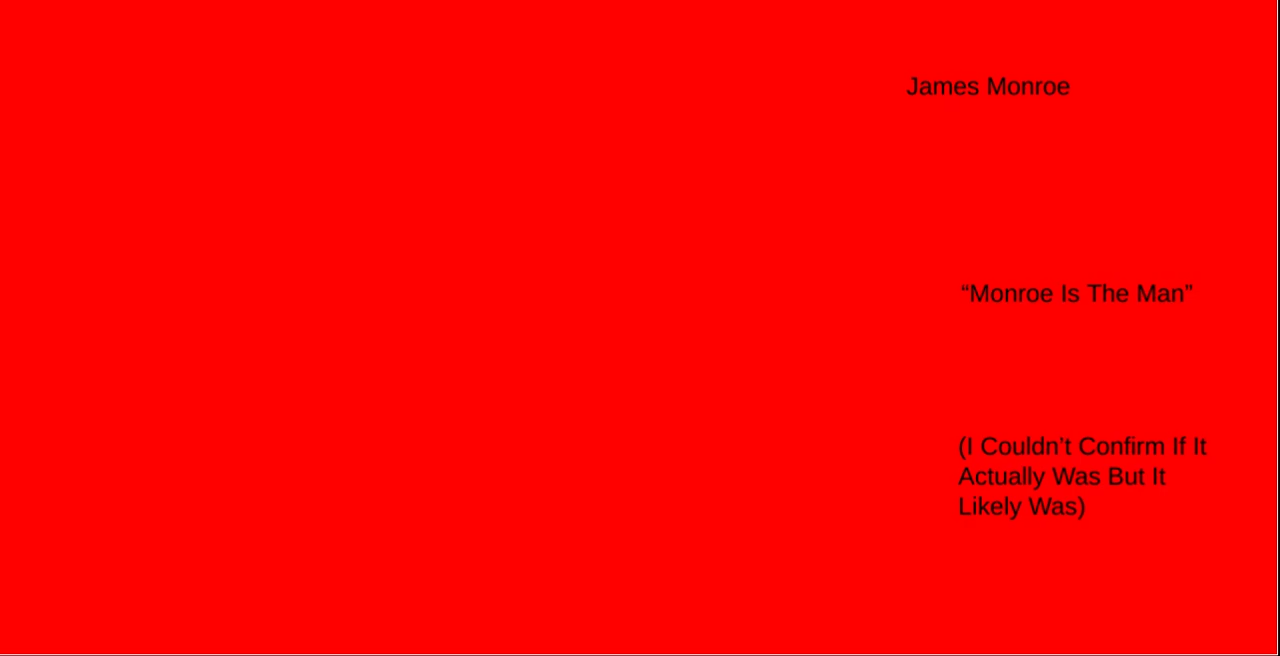 James Monroe
“Monroe Is The Man”
(I Couldn’t Confirm If It
Actually Was But It
Likely Was)